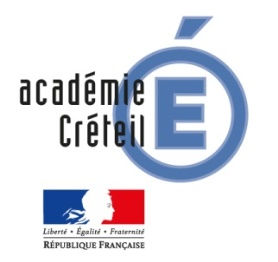 académie
Créteil
É
Liberté • Égalité • Fraternité
RÉPUBLIQUE FRANÇAISE